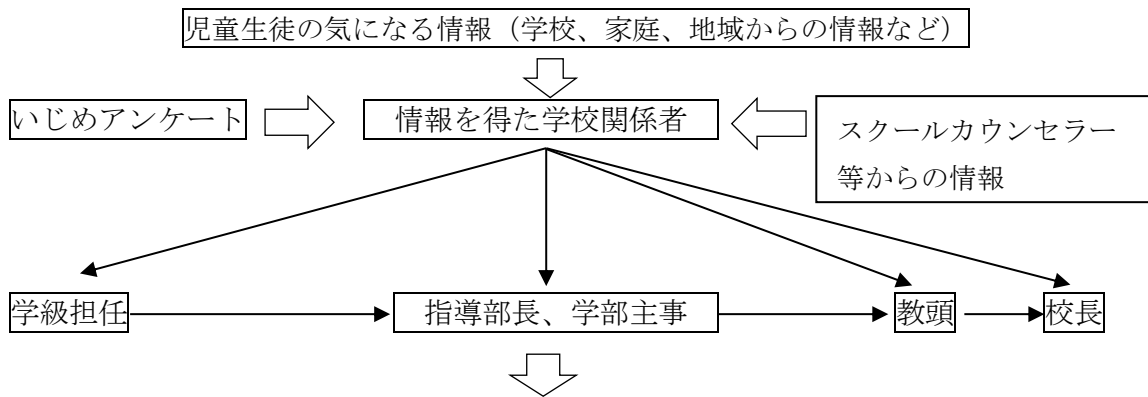 児童生徒の気になる情報（学校、家庭、地域からの情報など）
いじめアンケート
情報を得た学校関係者
スクールカウンセラー
等からの情報
学級担任
指導部長、学部主事
教頭
校長